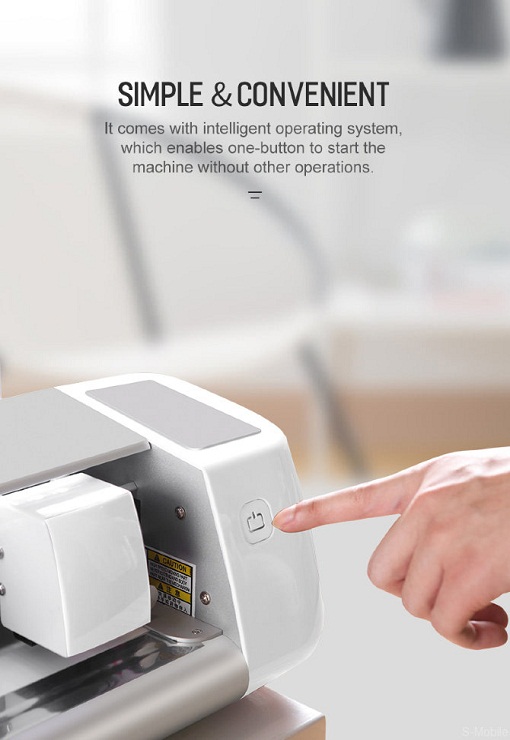 SIMPLE & CONVENIENT
It comes with intelligent operating system,
which enables one-button to start the
machine without other operations.
CAUTION
S-Mobile